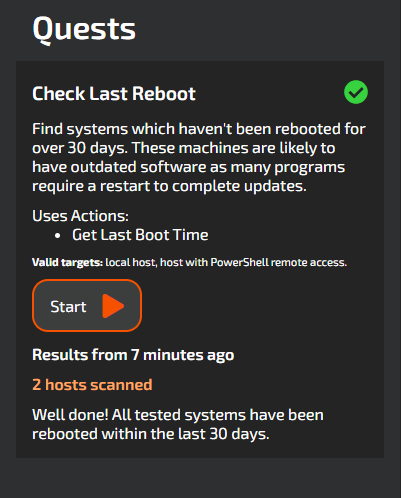 Quests
Check Last Reboot
Find systems which haven't been rebooted for
over 30 days. These machines are likely to
have outdated software as many programs
require a restart to complete updates.
Uses Actions:
• Get Last Boot Time
Valid targets: local host, host with PowerShell remote access.
Start
Results from 7 minutes ago
2 hosts scanned
Well done! All tested systems have been
rebooted within the last 30 days.